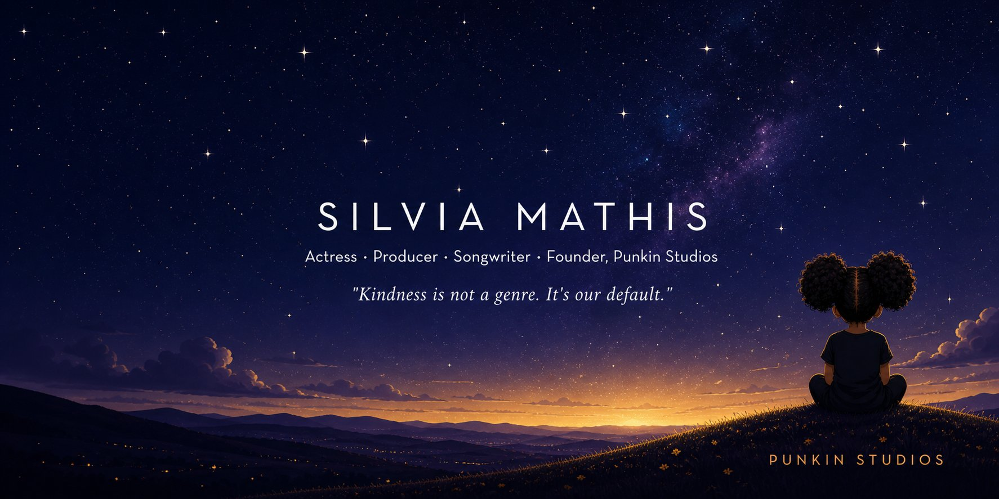 SILVIA MATHIS
Actress • Producer • Songwriter • Founder, Punkin Studios
"Kindness is not a genre. It's our default."
PUNKIN STUDIOS